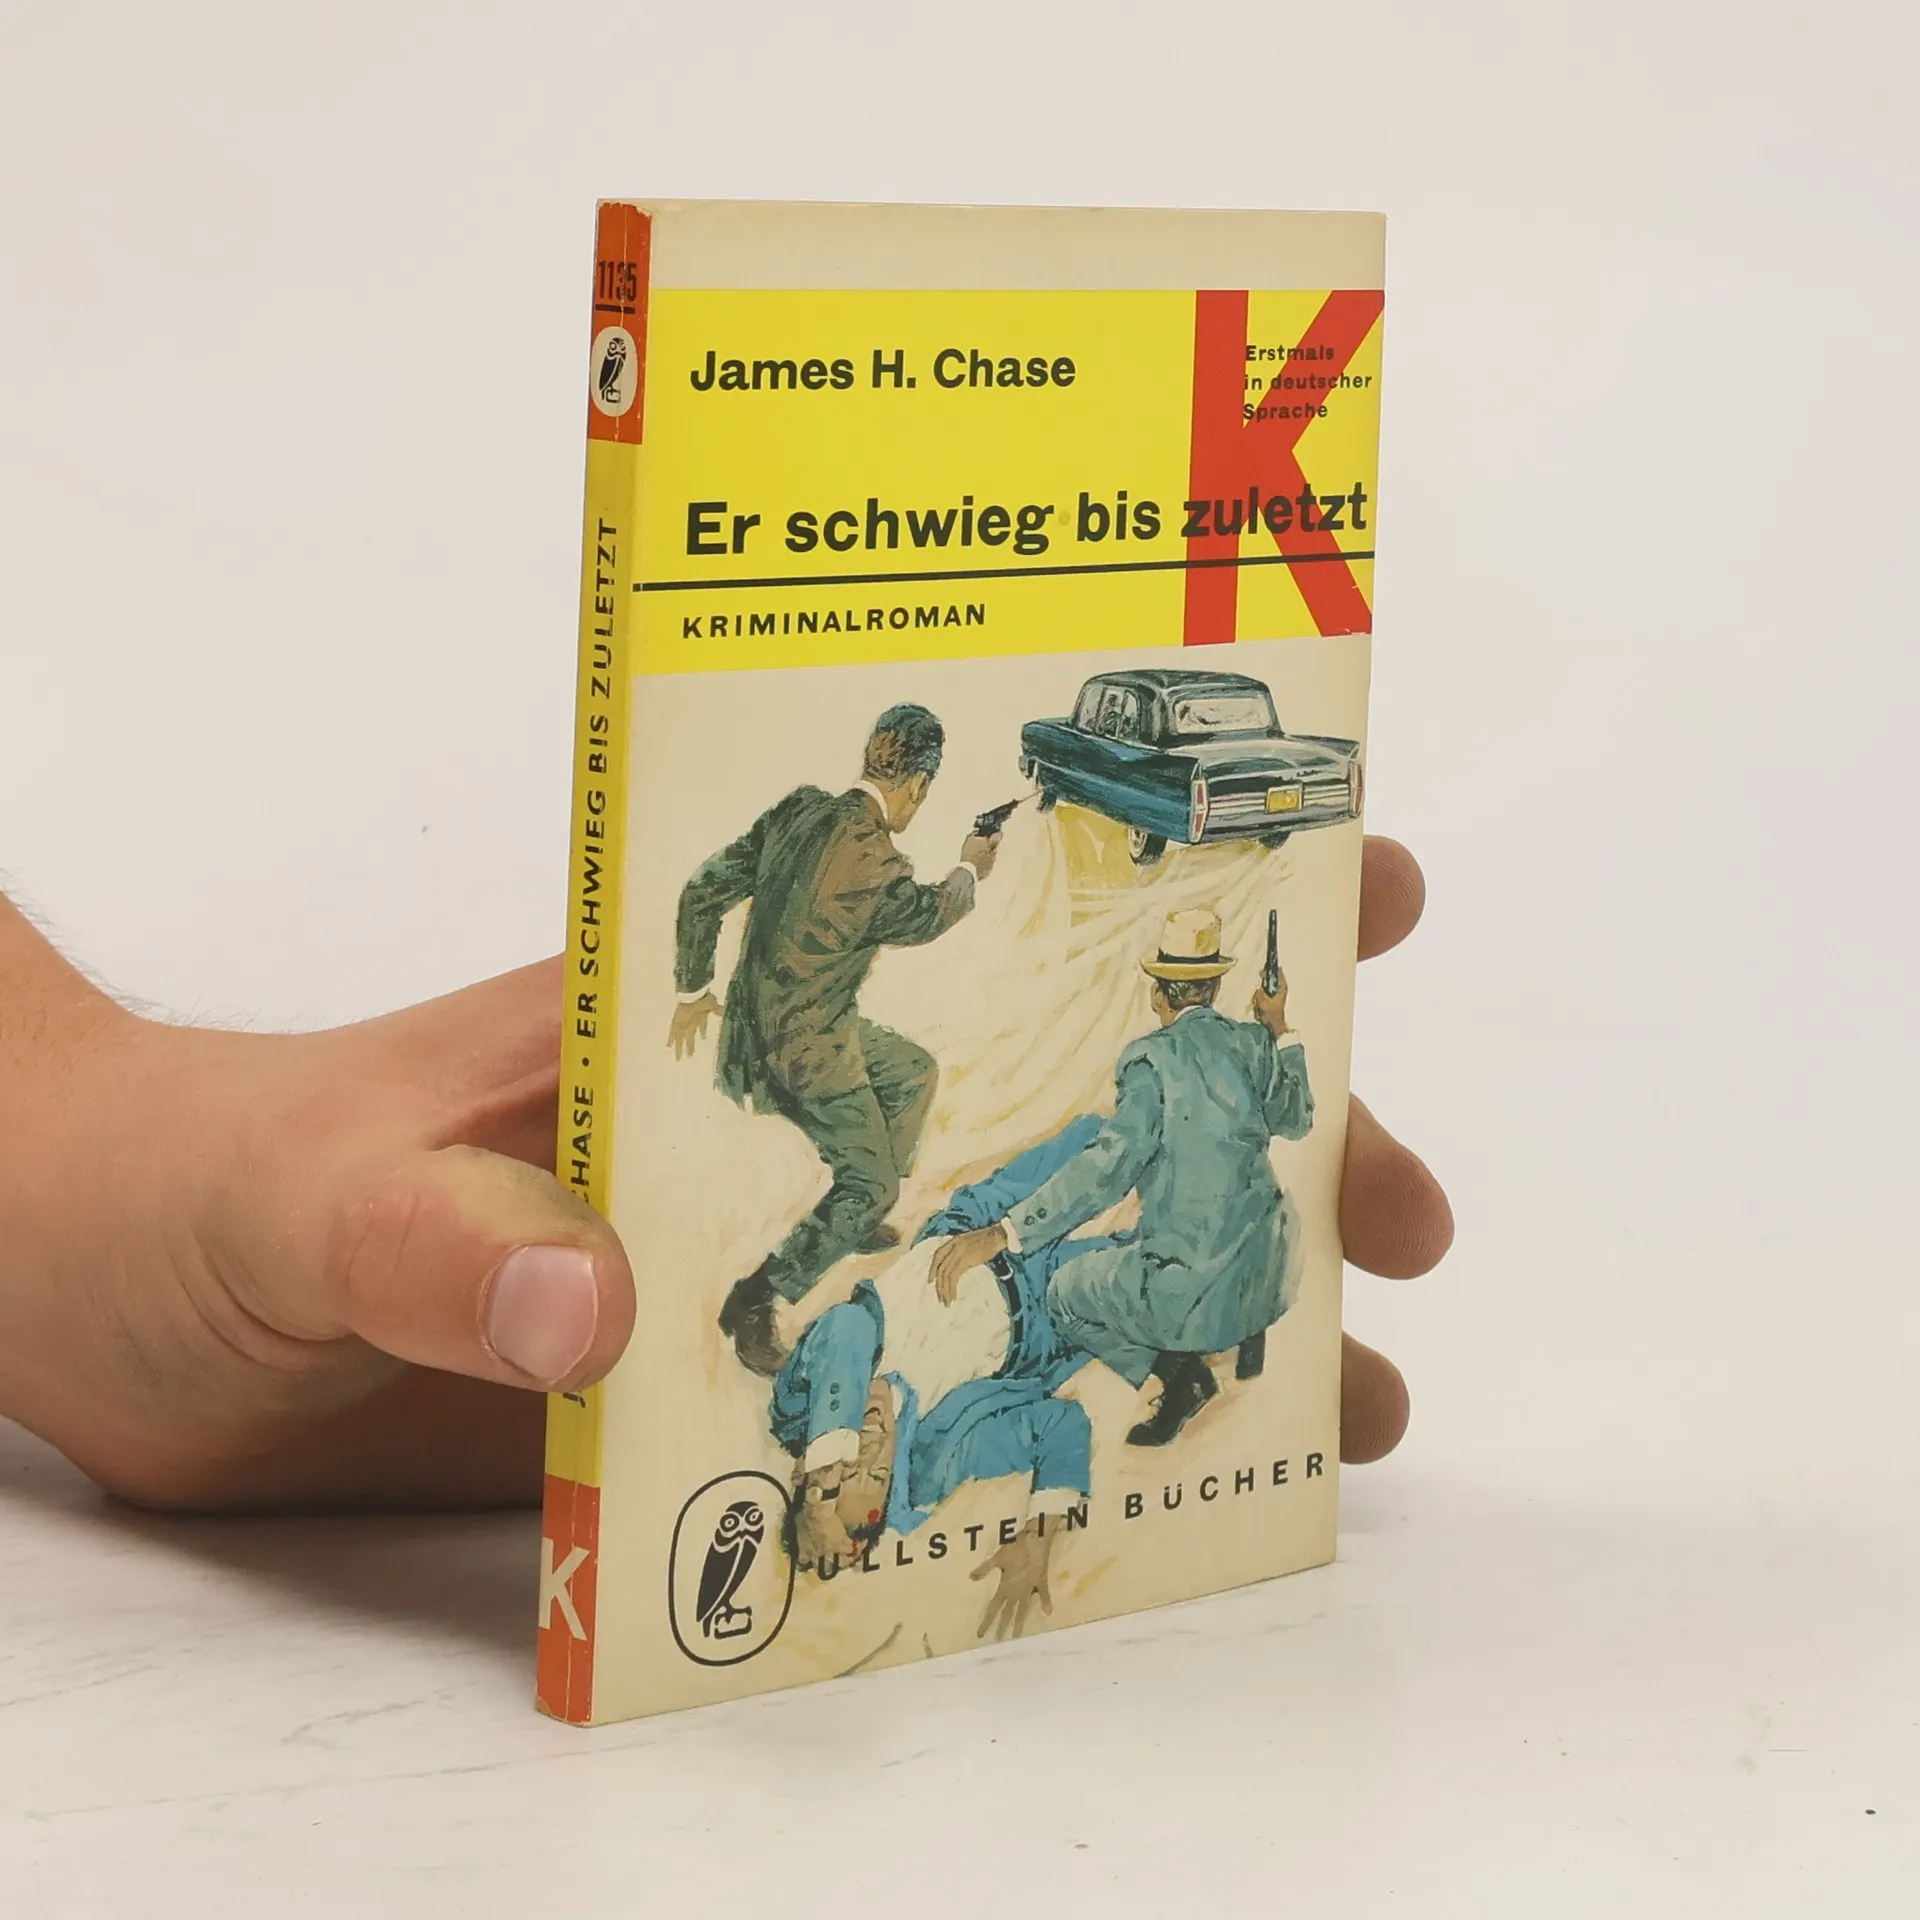 1135
JAMES H. CHASE • ER SCHWIEG BIS ZULETZT
K
James H. Chase
Erstmals
in deutscher
Sprache
Er schwieg bis zuletzt
KRIMINALROMAN
ULLSTEIN BÜCHER